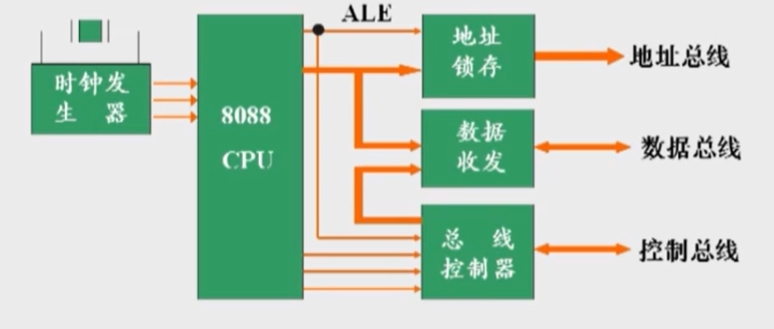 ALE
时钟发
生 器
8088
CPU
地址
锁存
地址总线
数据
收发
数据总线
总 线
控制器
控制总线